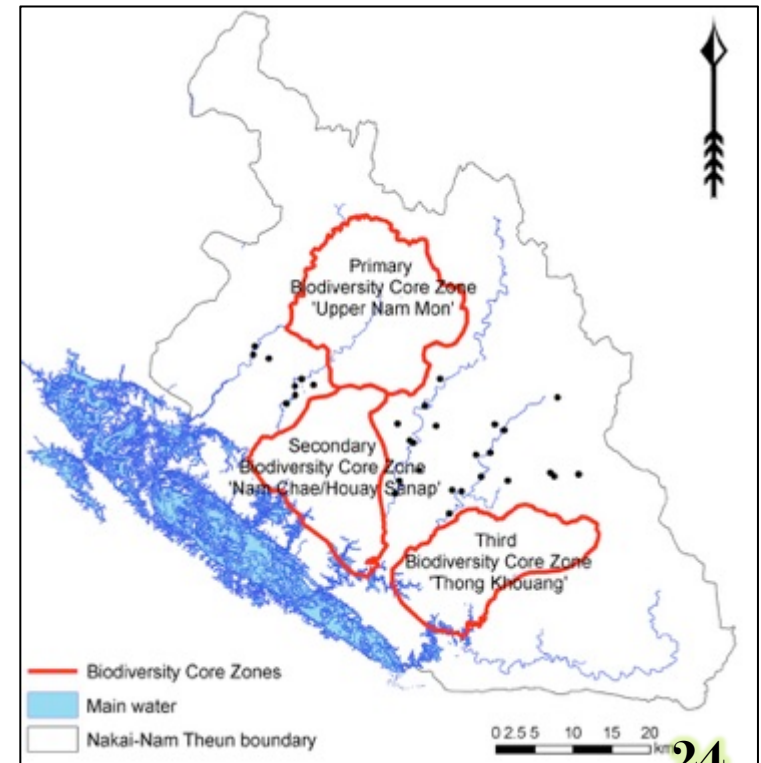 Primary
Biodiversity Core Zone
'Upper Nam Mon'
Secondary
Biodiversity Core Zone
'Nam Chae/Houay Sanap'
Third
Biodiversity Core Zone
'Thong Khouang'
Biodiversity Core Zones
Main water
Nakai-Nam Theun boundary
0 2.5 5 10 15 20
km
24